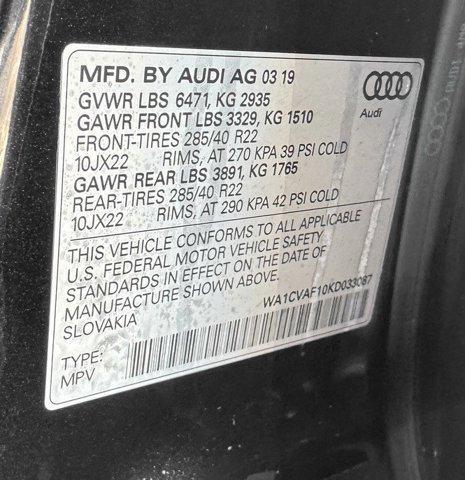 MFD. BY AUDI AG 03 19
GVWR LBS 6471, KG 2935
GAWR FRONT LBS 3329, KG 1510
FRONT-TIRES 285/40 R22
10JX22 RIMS, AT 270 KPA 39 PSI COLD
GAWR REAR LBS 3891, KG 1765
REAR-TIRES 285/40 R22
10JX22 RIMS, AT 290 KPA 42 PSI COLD
Audi
THIS VEHICLE CONFORMS TO ALL APPLICABLE
U.S. FEDERAL MOTOR VEHICLE SAFETY
STANDARDS IN EFFECT ON THE DATE OF
MANUFACTURE SHOWN ABOVE.
SLOVAKIA
WA1CVAF10KD033087
TYPE:
MPV
AUDI